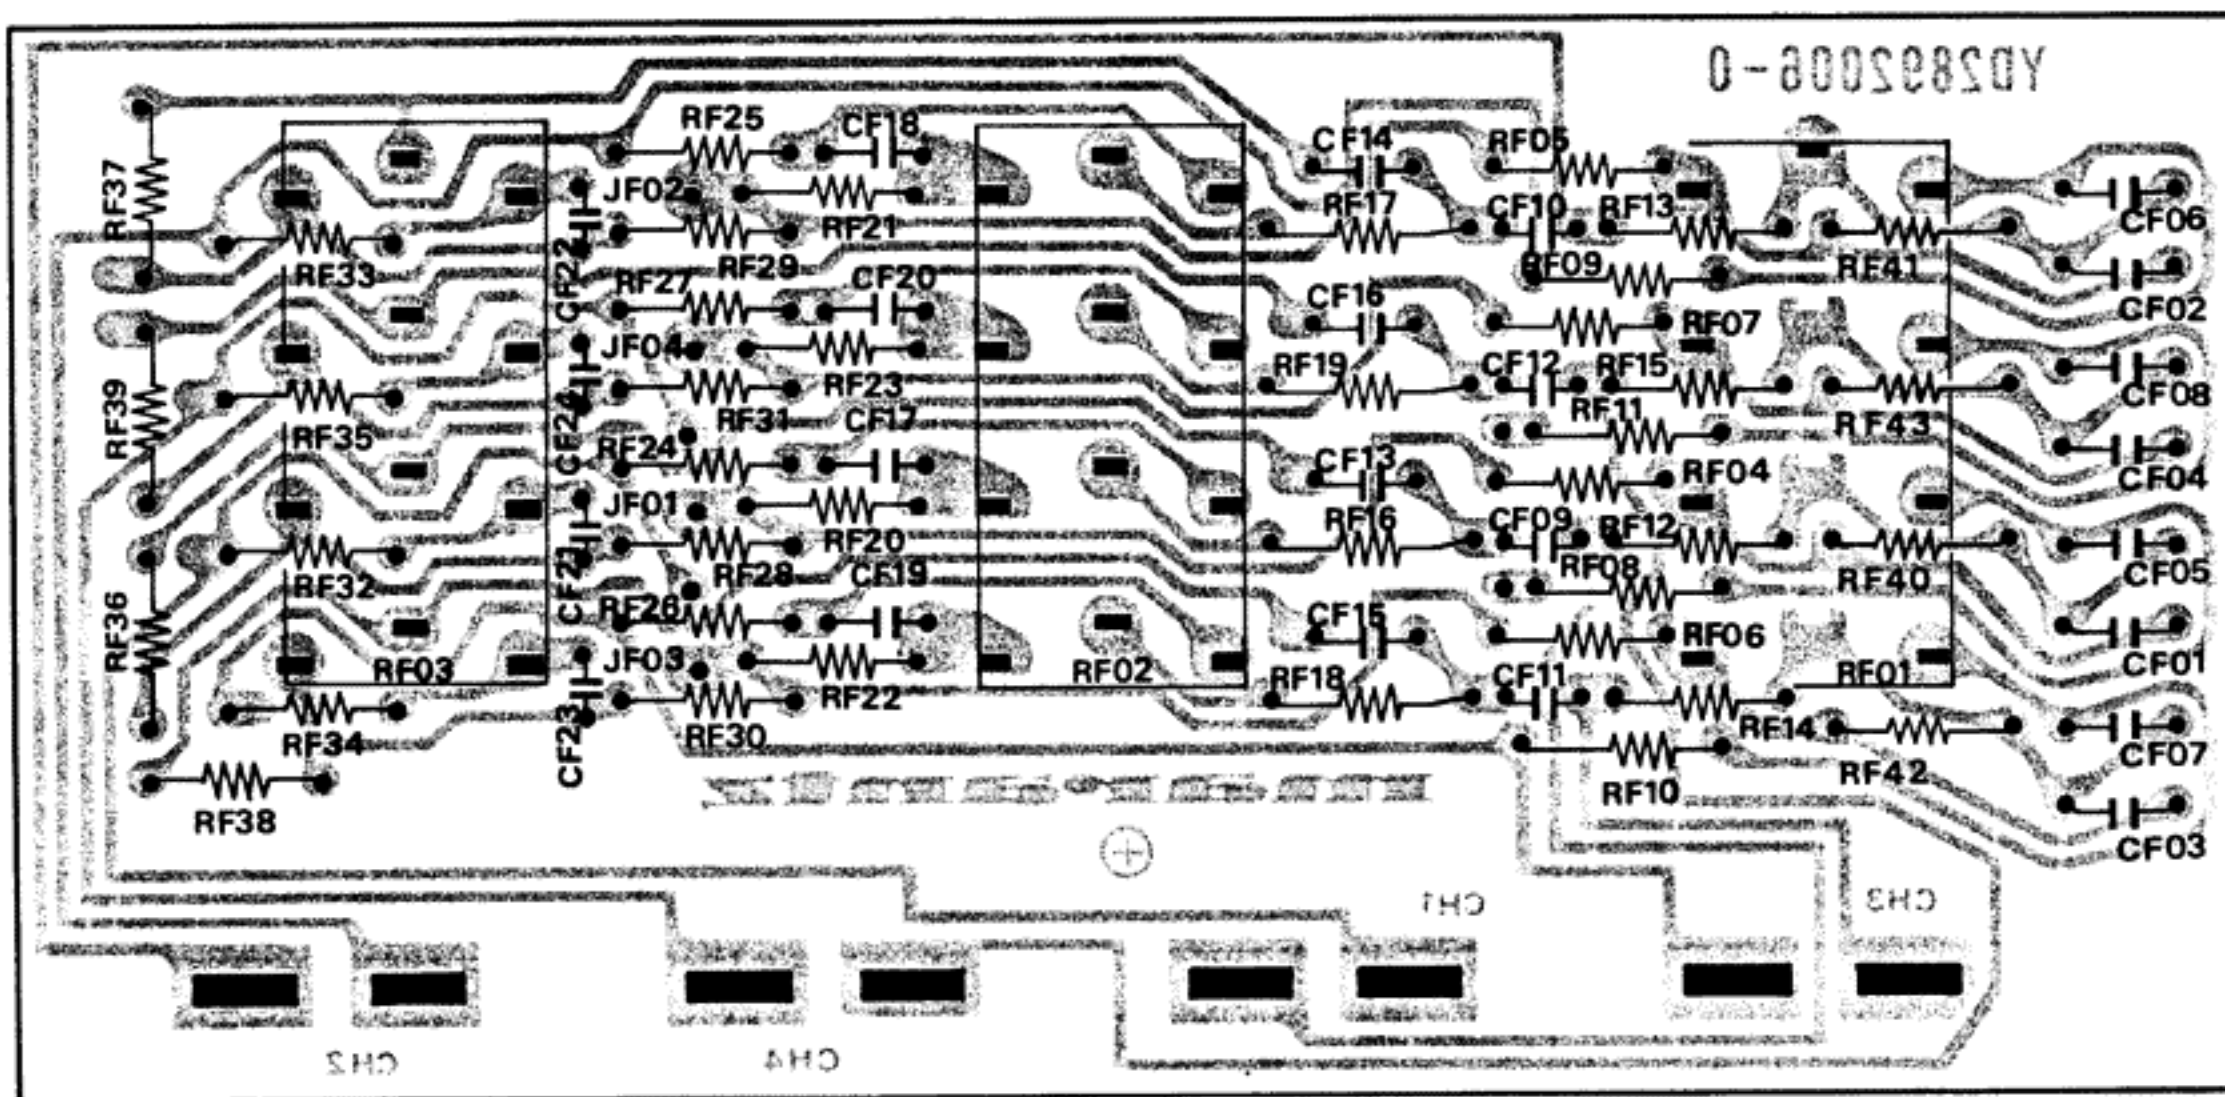 YD2892006-0
RF25 CF18 CF14 RF05
RF37 JF02 RF17 CF10 RF13 CF06
RF33 CF22 RF29 RF21 RF09 RF41
RF27 CF20 CF16 RF07 CF02
JF04 RF19 CF12 RF15
RF39 RF35 CF24 RF31 RF23 RF11 RF43 CF08
RF24 CF17 CF13 RF04 CF04
JF01 RF16 CF09 RF12
RF32 CF21 RF28 RF20 RF08 RF40 CF05
RF26 CF19 CF15 RF06
RF36 RF03 JF03 RF02 RF18 CF11 RF01 CF01
RF34 CF23 RF30 RF22 RF14 CF07
RF38 RF10 RF42 CF03
CH1 CH3
CH2 CH4